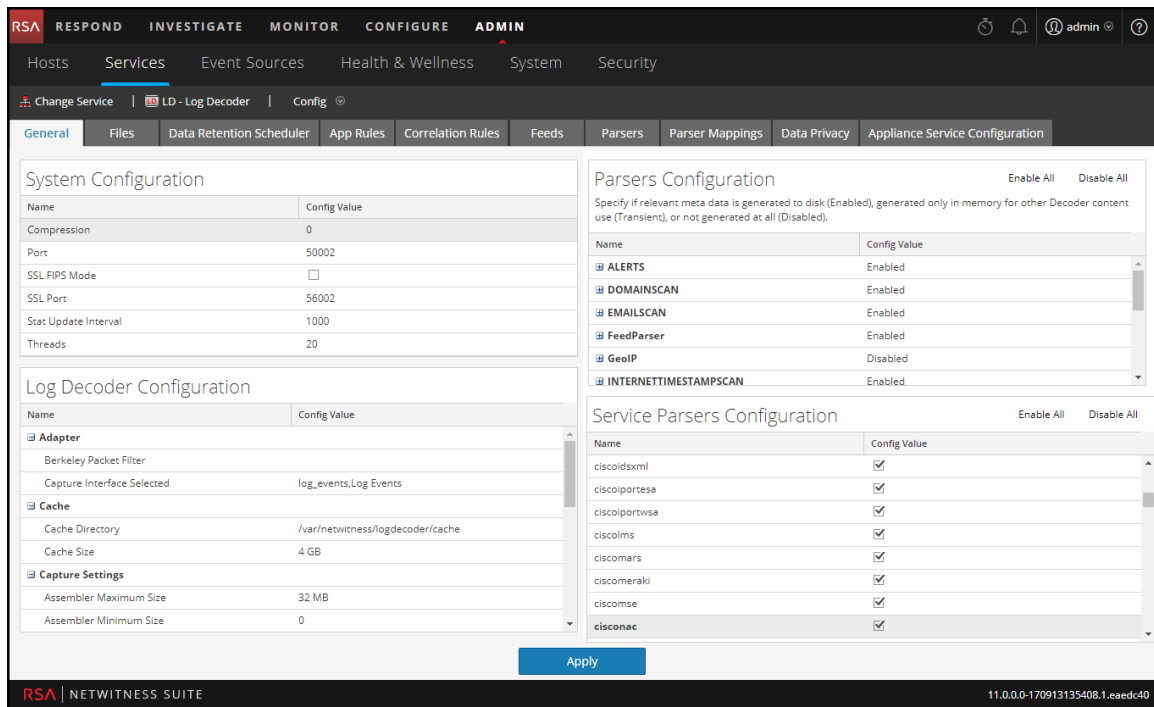 RSA RESPOND INVESTIGATE MONITOR CONFIGURE ADMIN admin
Hosts Services Event Sources Health & Wellness System Security
Change Service | LD LD - Log Decoder | Config
General Files Data Retention Scheduler App Rules Correlation Rules Feeds Parsers Parser Mappings Data Privacy Appliance Service Configuration
System Configuration
Name Config Value
Compression 0
Port 50002
SSL FIPS Mode
SSL Port 56002
Stat Update Interval 1000
Threads 20
Log Decoder Configuration
Name Config Value
Adapter
Berkeley Packet Filter
Capture Interface Selected log_events,Log Events
Cache
Cache Directory /var/netwitness/logdecoder/cache
Cache Size 4 GB
Capture Settings
Assembler Maximum Size 32 MB
Assembler Minimum Size 0
Parsers Configuration Enable All Disable All
Specify if relevant meta data is generated to disk (Enabled), generated only in memory for other Decoder content
use (Transient), or not generated at all (Disabled).
Name Config Value
ALERTS Enabled
DOMAINSCAN Enabled
EMAILSCAN Enabled
FeedParser Enabled
GeoIP Disabled
INTERNETTIMESTAMPSCAN Enabled
Service Parsers Configuration Enable All Disable All
Name Config Value
ciscoidsxml
ciscoiportesa
ciscoiportwsa
ciscolms
ciscomars
ciscomeraki
ciscomse
cisconac
Apply
RSA | NETWITNESS SUITE 11.0.0.0-170913135408.1.eaedc40